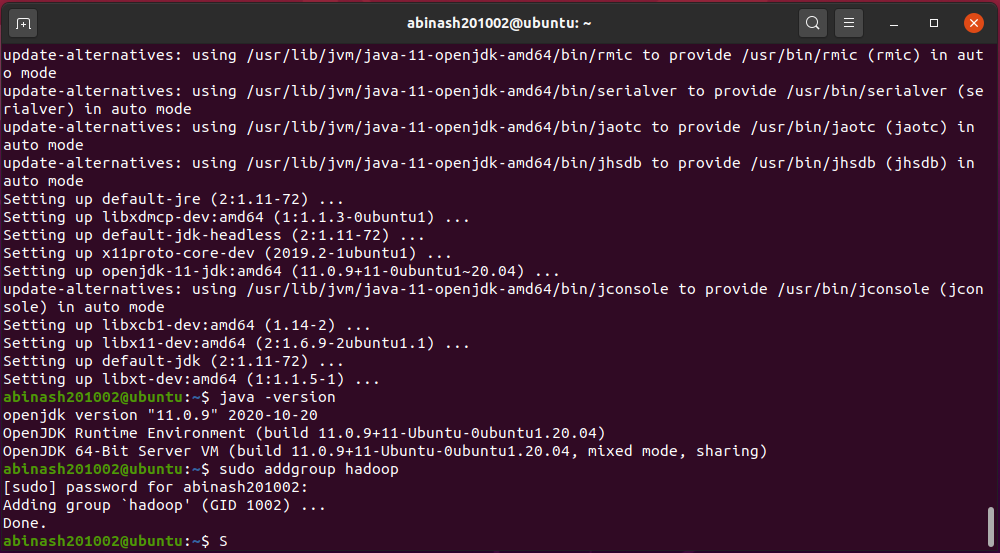 abinash201002@ubuntu: ~
update-alternatives: using /usr/lib/jvm/java-11-openjdk-amd64/bin/rmic to provide /usr/bin/rmic (rmic) in aut
o mode
update-alternatives: using /usr/lib/jvm/java-11-openjdk-amd64/bin/serialver to provide /usr/bin/serialver (se
rialver) in auto mode
update-alternatives: using /usr/lib/jvm/java-11-openjdk-amd64/bin/jaotc to provide /usr/bin/jaotc (jaotc) in
auto mode
update-alternatives: using /usr/lib/jvm/java-11-openjdk-amd64/bin/jhsdb to provide /usr/bin/jhsdb (jhsdb) in
auto mode
Setting up default-jre (2:1.11-72) ...
Setting up libxdmcp-dev:amd64 (1:1.1.3-0ubuntu1) ...
Setting up default-jdk-headless (2:1.11-72) ...
Setting up x11proto-core-dev (2019.2-1ubuntu1) ...
Setting up openjdk-11-jdk:amd64 (11.0.9+11-0ubuntu1~20.04) ...
update-alternatives: using /usr/lib/jvm/java-11-openjdk-amd64/bin/jconsole to provide /usr/bin/jconsole (jcon
sole) in auto mode
Setting up libxcb1-dev:amd64 (1.14-2) ...
Setting up libx11-dev:amd64 (2:1.6.9-2ubuntu1.1) ...
Setting up default-jdk (2:1.11-72) ...
Setting up libxt-dev:amd64 (1:1.1.5-1) ...
abinash201002@ubuntu:~$ java -version
openjdk version "11.0.9" 2020-10-20
OpenJDK Runtime Environment (build 11.0.9+11-Ubuntu-0ubuntu1.20.04)
OpenJDK 64-Bit Server VM (build 11.0.9+11-Ubuntu-0ubuntu1.20.04, mixed mode, sharing)
abinash201002@ubuntu:~$ sudo addgroup hadoop
[sudo] password for abinash201002:
Adding group `hadoop' (GID 1002) ...
Done.
abinash201002@ubuntu:~$ S